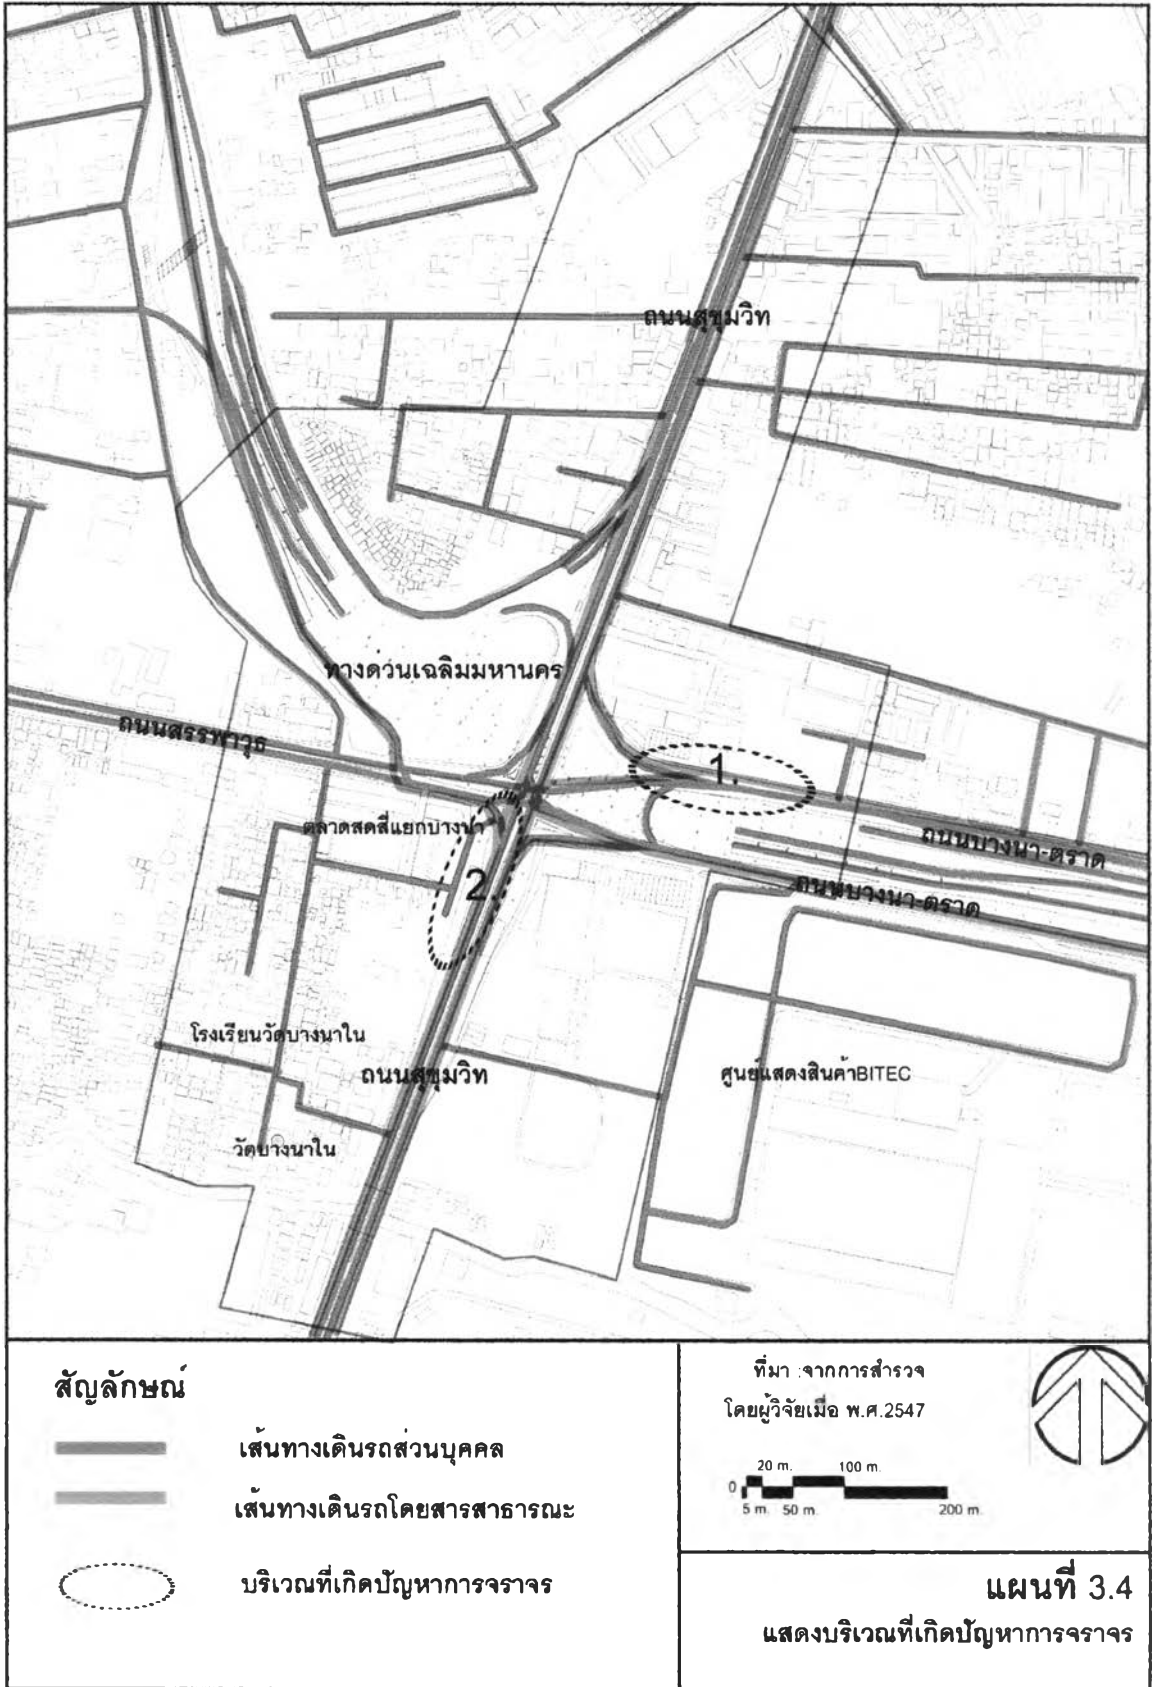 ถนนสุขุมวิท
ทางด่วนเฉลิมมหานคร
ถนนสรรพาวุธ
1.
ตลาดสดสี่แยกบางนา
ถนนบางนา-ตราด
2.
ถนนบางนา-ตราด
โรงเรียนวัดบางนาใน
ถนนสุขุมวิท
ศูนย์แสดงสินค้าBITEC
วัดบางนาใน
สัญลักษณ์
เส้นทางเดินรถส่วนบุคคล
เส้นทางเดินรถโดยสารสาธารณะ
บริเวณที่เกิดปัญหาการจราจร
ที่มา :จากการสำรวจ
โดยผู้วิจัยเมื่อ พ.ศ.2547
20 m. 100 m.
0
5 m. 50 m. 200 m.
แผนที่ 3.4
แสดงบริเวณที่เกิดปัญหาการจราจร